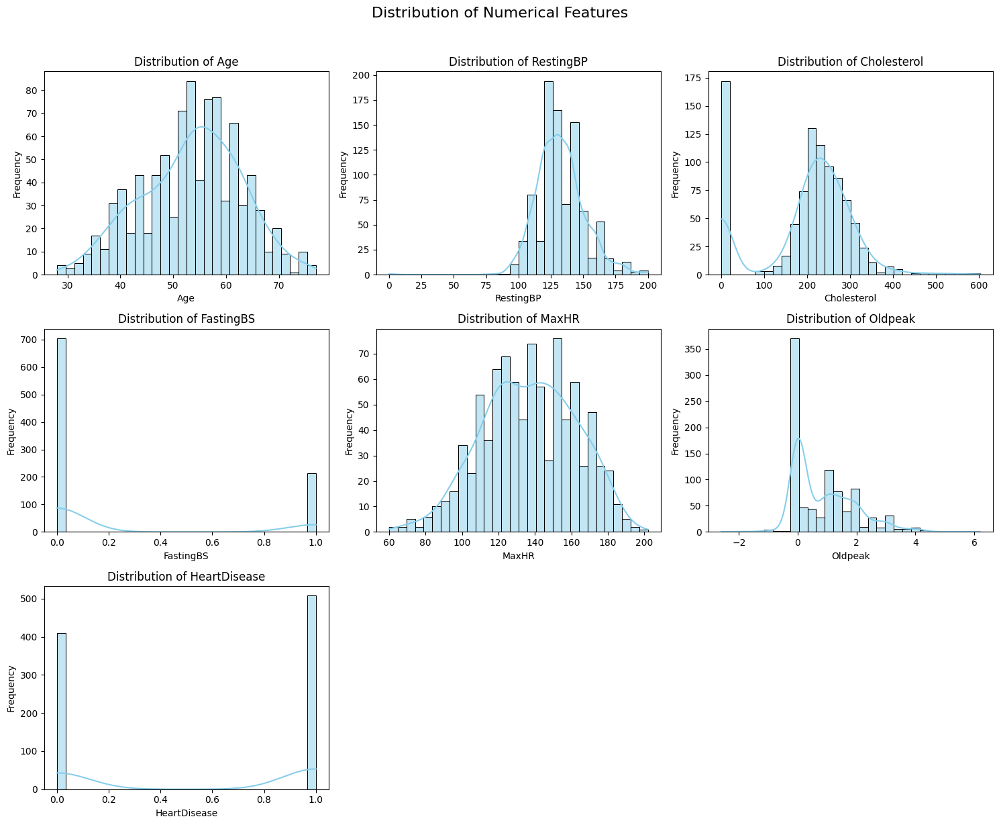 Distribution of Numerical Features
Distribution of Age
80
70
60
50
40
30
20
10
0
Frequency
30 40 50 60 70
Age
Distribution of RestingBP
200
175
150
125
100
75
50
25
0
Frequency
0 25 50 75 100 125 150 175 200
RestingBP
Distribution of Cholesterol
175
150
125
100
75
50
25
0
Frequency
0 100 200 300 400 500 600
Cholesterol
Distribution of FastingBS
700
600
500
400
300
200
100
0
Frequency
0.0 0.2 0.4 0.6 0.8 1.0
FastingBS
Distribution of MaxHR
70
60
50
40
30
20
10
0
Frequency
60 80 100 120 140 160 180 200
MaxHR
Distribution of Oldpeak
350
300
250
200
150
100
50
0
Frequency
−2 0 2 4 6
Oldpeak
Distribution of HeartDisease
500
400
300
200
100
0
Frequency
0.0 0.2 0.4 0.6 0.8 1.0
HeartDisease